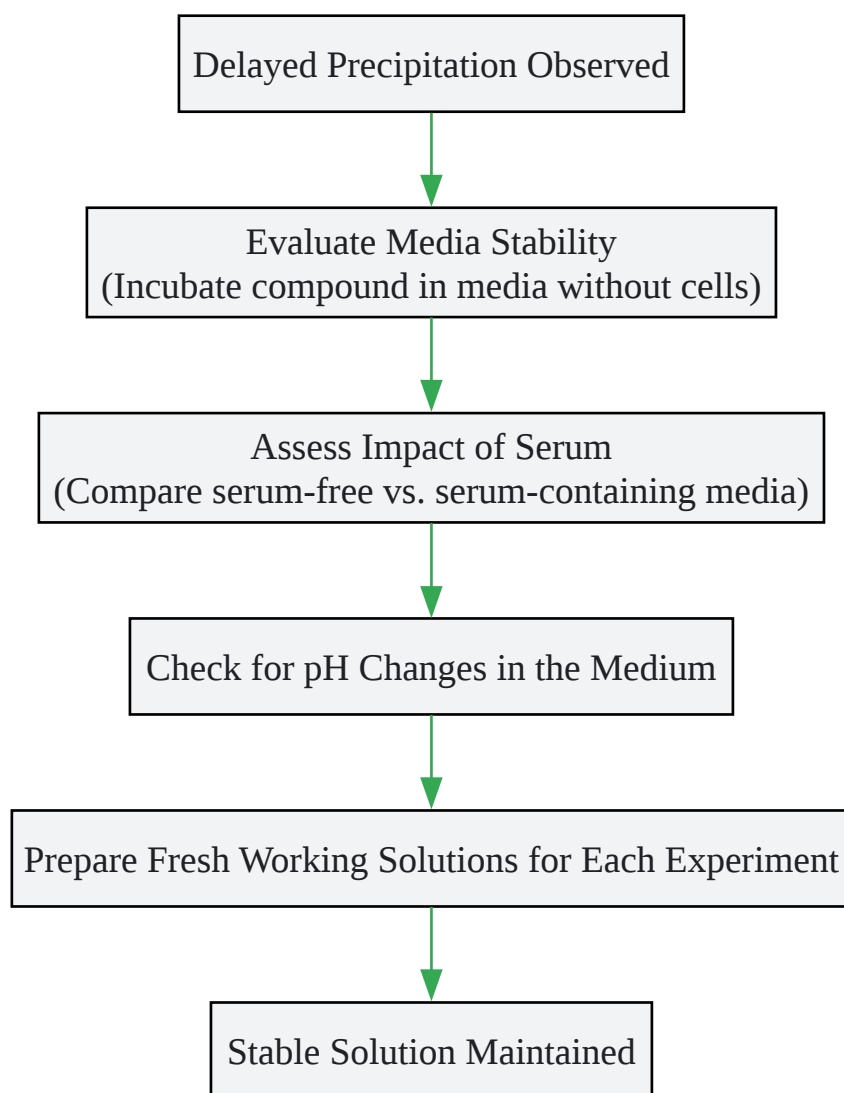 Delayed Precipitation Observed
Evaluate Media Stability
(Incubate compound in media without cells)
Assess Impact of Serum
(Compare serum-free vs. serum-containing media)
Check for pH Changes in the Medium
Prepare Fresh Working Solutions for Each Experiment
Stable Solution Maintained